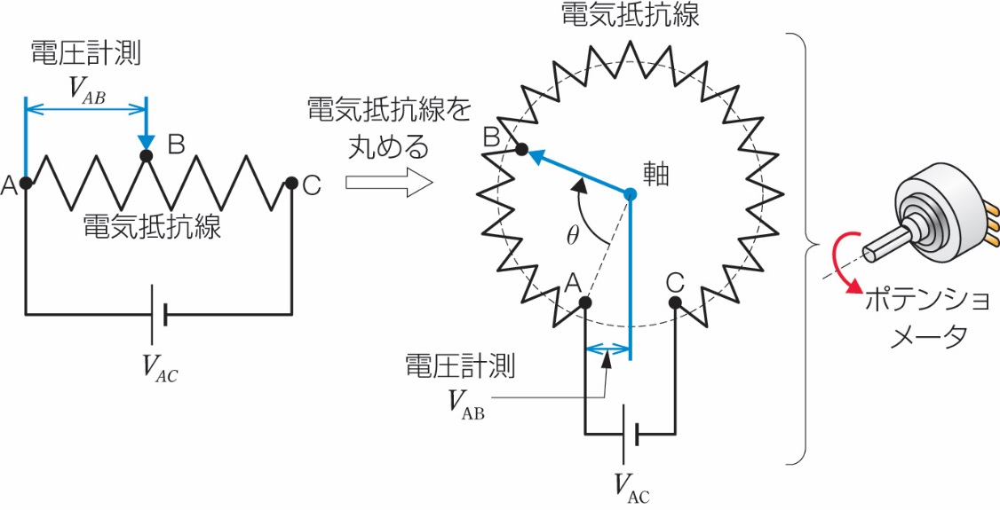 電圧計測
VAB
B
A
C
電気抵抗線
VAC
電気抵抗線を
丸める
電気抵抗線
B
軸
θ
A
C
電圧計測
VAB
VAC
ポテンショ
メータ